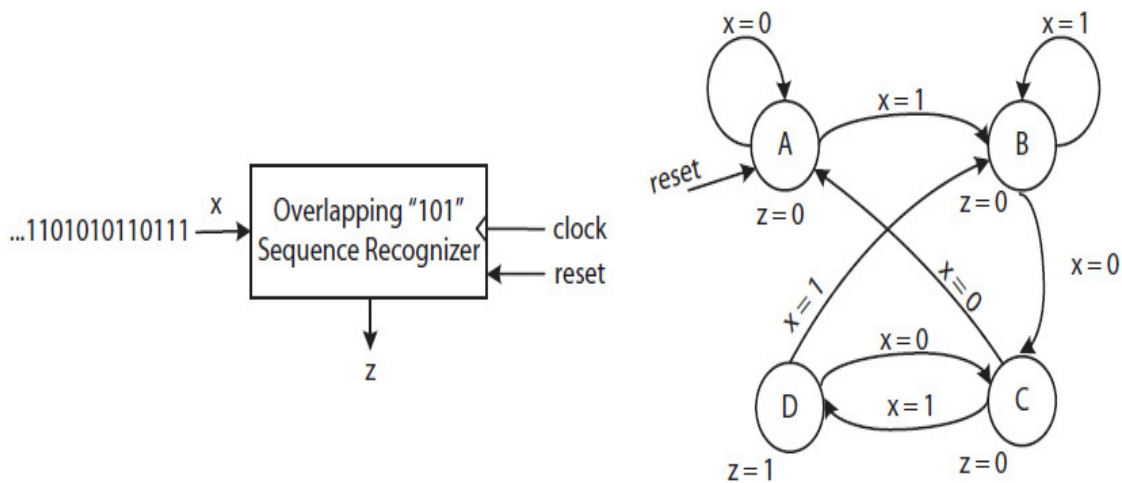 x
...1101010110111
Overlapping “101”
Sequence Recognizer
clock
reset
z
x = 0
x = 1
x = 1
A
B
reset
z = 0
z = 0
x = 0
x = 1
x = 0
x = 0
D
x = 1
C
z = 1
z = 0